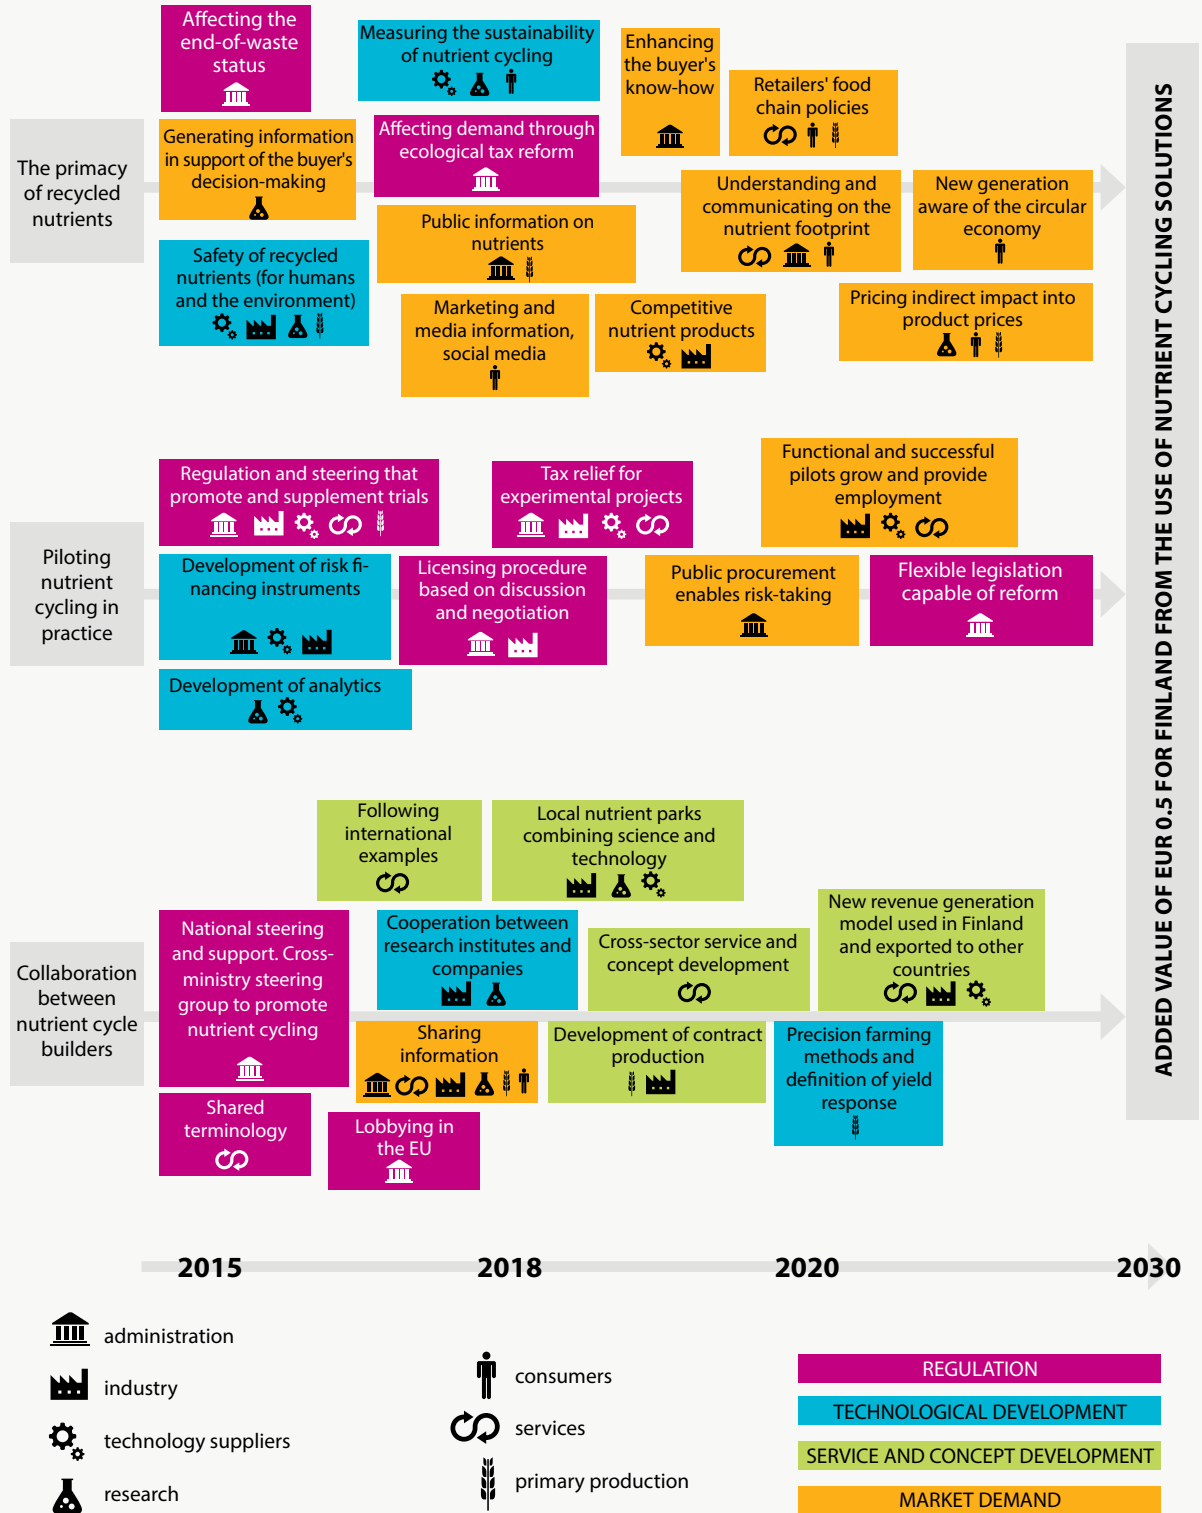 Affecting the
end-of-waste
status
Measuring the sustainability
of nutrient cycling
Enhancing
the buyer's
know-how
Retailers' food
chain policies
The primacy
of recycled
nutrients
Generating information
in support of the buyer's
decision-making
Affecting demand through
ecological tax reform
Understanding and
communicating on the
nutrient footprint
New generation
aware of the circular
economy
Public information on
nutrients
Safety of recycled
nutrients (for humans
and the environment)
Marketing and
media information,
social media
Competitive
nutrient products
Pricing indirect impact into
product prices
Piloting
nutrient
cycling in
practice
Regulation and steering that
promote and supplement trials
Tax relief for
experimental projects
Functional and successful
pilots grow and provide
employment
Development of risk fi-
nancing instruments
Licensing procedure
based on discussion
and negotiation
Public procurement
enables risk-taking
Flexible legislation
capable of reform
Development of analytics
Collaboration
between
nutrient cycle
builders
Following
international
examples
Local nutrient parks
combining science and
technology
National steering
and support. Cross-
ministry steering
group to promote
nutrient cycling
Cooperation between
research institutes and
companies
Cross-sector service and
concept development
New revenue generation
model used in Finland
and exported to other
countries
Sharing
information
Development of contract
production
Precision farming
methods and
definition of yield
response
Shared
terminology
Lobbying in
the EU
ADDED VALUE OF EUR 0.5 FOR FINLAND FROM THE USE OF NUTRIENT CYCLING SOLUTIONS
2015
2018
2020
2030
administration
industry
technology suppliers
research
consumers
services
primary production
REGULATION
TECHNOLOGICAL DEVELOPMENT
SERVICE AND CONCEPT DEVELOPMENT
MARKET DEMAND